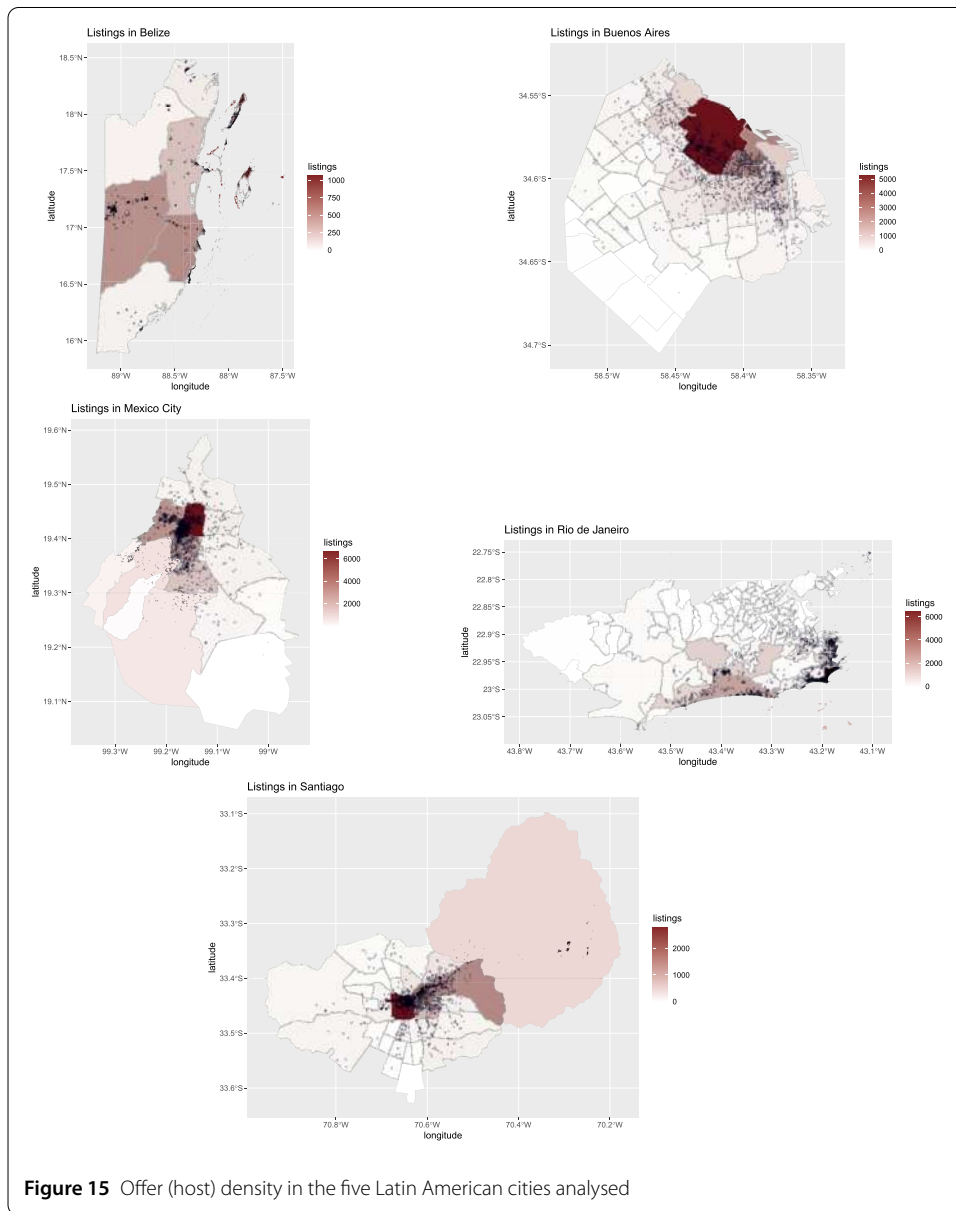 Listings in Belize
18.5°N
18°N
17.5°N
17°N
16.5°N
16°N
latitude
89°W 88.5°W 88°W 87.5°W
longitude
listings
1000
750
500
250
0
Listings in Buenos Aires
34.55°S
34.6°S
34.65°S
34.7°S
latitude
58.5°W 58.45°W 58.4°W 58.35°W
longitude
listings
5000
4000
3000
2000
1000
0
Listings in Mexico City
19.6°N
19.5°N
19.4°N
19.3°N
19.2°N
19.1°N
latitude
99.3°W 99.2°W 99.1°W 99°W
longitude
listings
6000
4000
2000
Listings in Rio de Janeiro
22.75°S
22.8°S
22.85°S
22.9°S
22.95°S
23°S
23.05°S
latitude
43.8°W 43.7°W 43.6°W 43.5°W 43.4°W 43.3°W 43.2°W 43.1°W
longitude
listings
6000
4000
2000
0
Listings in Santiago
33.1°S
33.2°S
33.3°S
33.4°S
33.5°S
33.6°S
latitude
70.8°W 70.6°W 70.4°W 70.2°W
longitude
listings
2000
1000
0
Figure 15 Offer (host) density in the five Latin American cities analysed